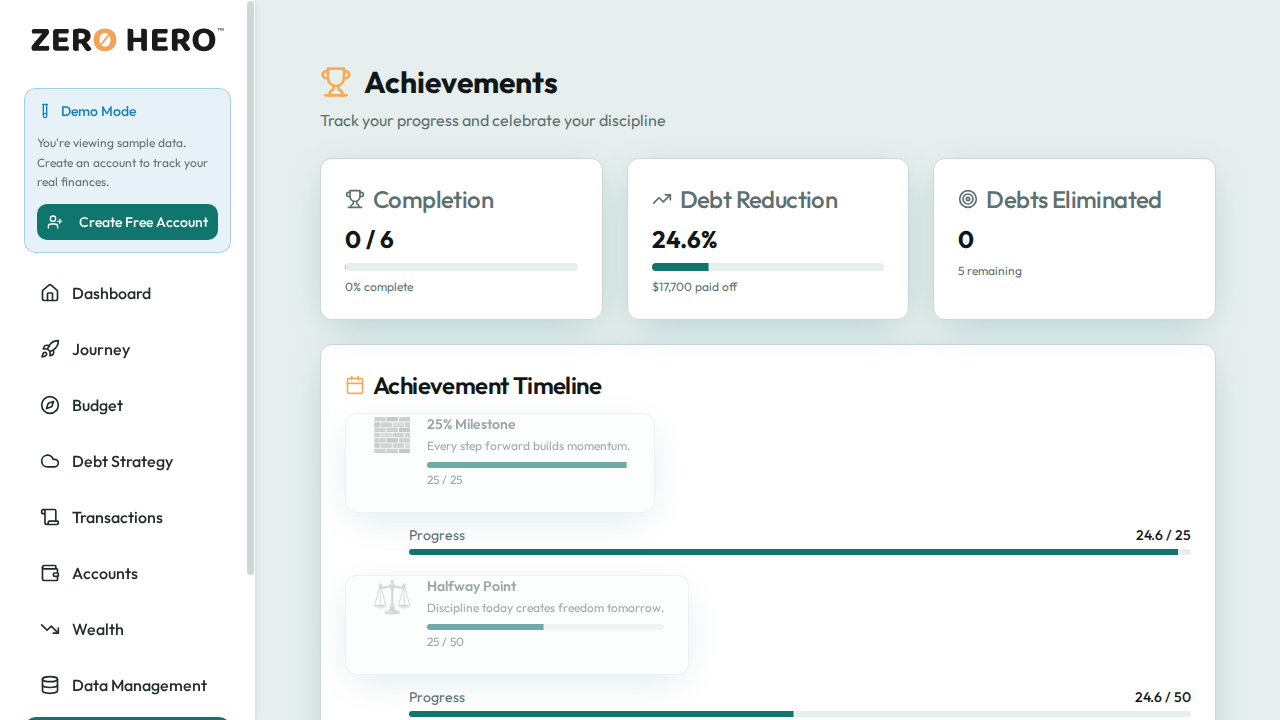 ZERO HERO™
Demo Mode
You're viewing sample data.
Create an account to track your
real finances.
Create Free Account
Dashboard
Journey
Budget
Debt Strategy
Transactions
Accounts
Wealth
Data Management
Achievements
Track your progress and celebrate your discipline
Completion
0 / 6
0% complete
Debt Reduction
24.6%
$17,700 paid off
Debts Eliminated
0
5 remaining
Achievement Timeline
25% Milestone
Every step forward builds momentum.
25 / 25
Progress 24.6 / 25
Halfway Point
Discipline today creates freedom tomorrow.
25 / 50
Progress 24.6 / 50